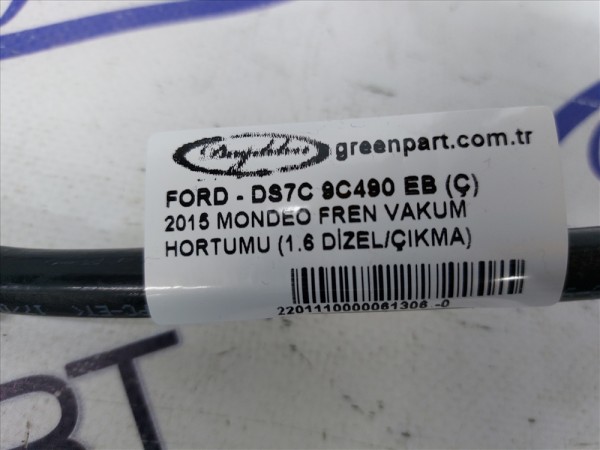 greenpart.com.tr
FORD - DS7C 9C490 EB (Ç)
2015 MONDEO FREN VAKUM
HORTUMU (1.6 DİZEL/ÇIKMA)
2201110000061306 -0